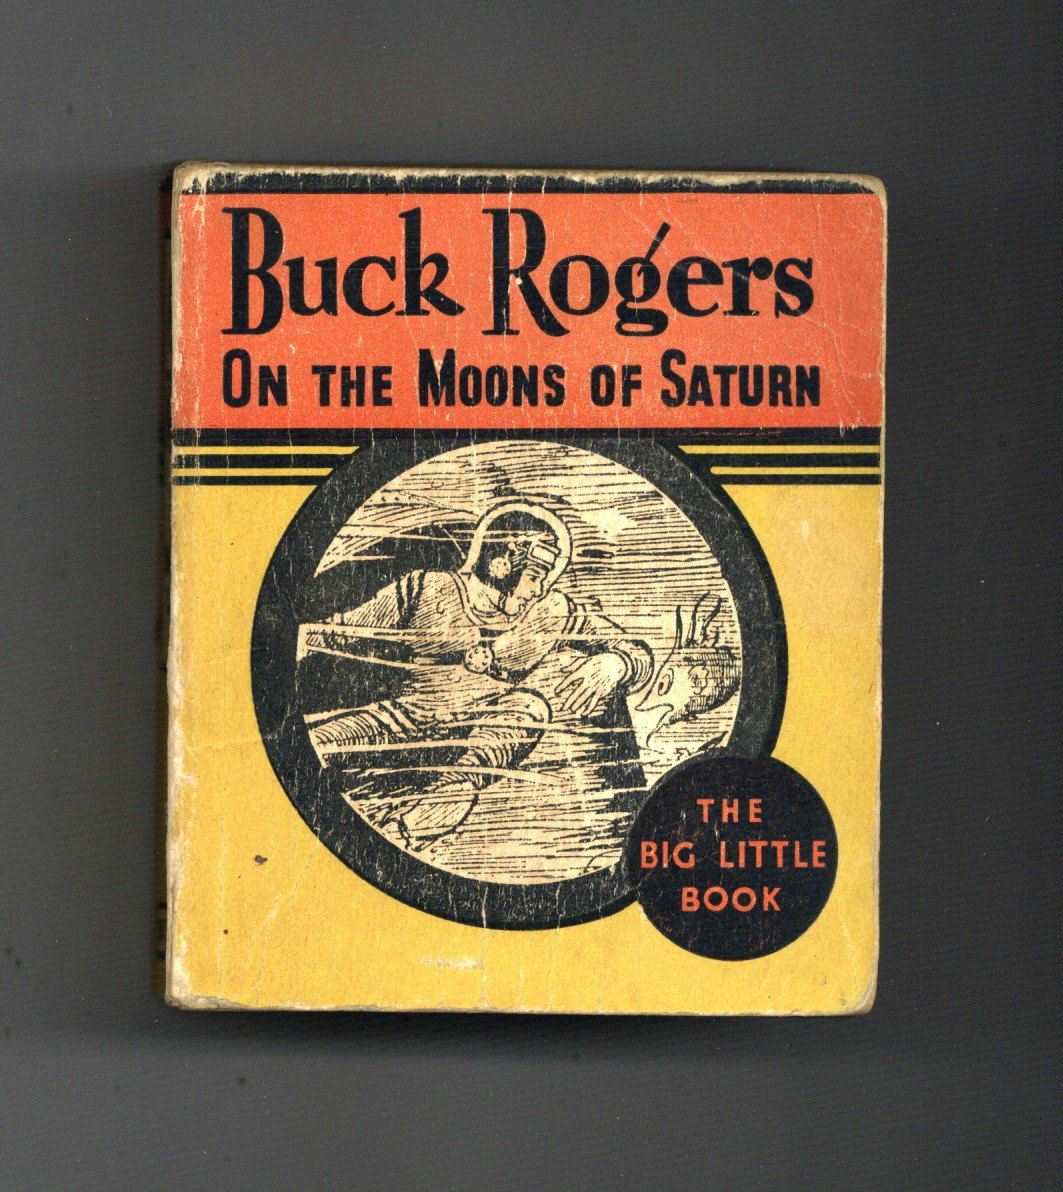 Buck Rogers
ON THE MOONS OF SATURN
THE
BIG LITTLE
BOOK